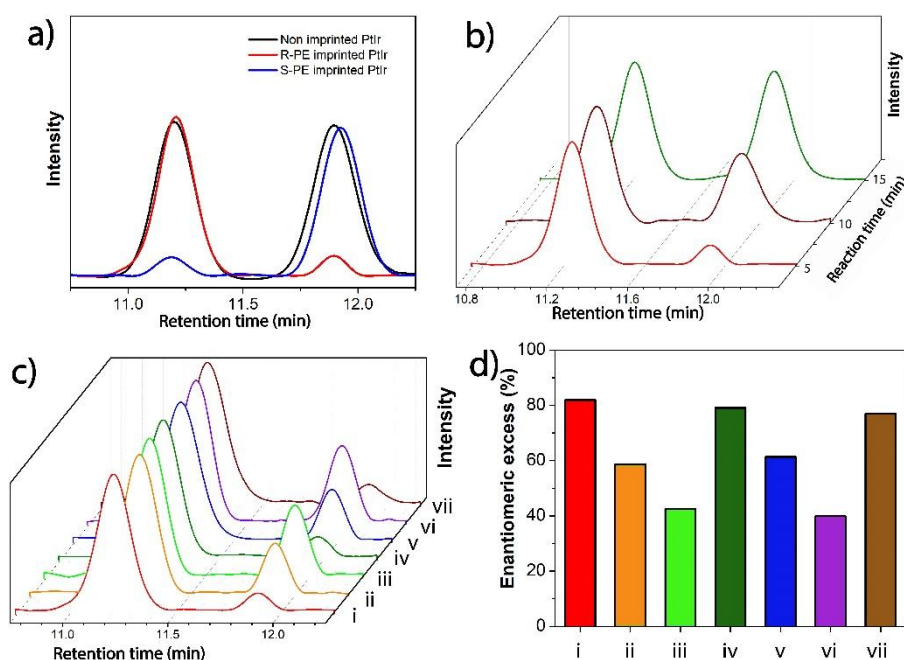 a)
Non imprinted PtIr
R-PE imprinted PtIr
S-PE imprinted PtIr
Intensity
11.0 11.5 12.0
Retention time (min)
b)
Intensity
15
10
5
Reaction time (min)
10.8 11.2 11.6 12.0
Retention time (min)
c)
Intensity
vii
vi
v
iv
iii
ii
i
11.0 11.5 12.0
Retention time (min)
d)
Enantiomeric excess (%)
100
80
60
40
20
0
i ii iii iv v vi vii